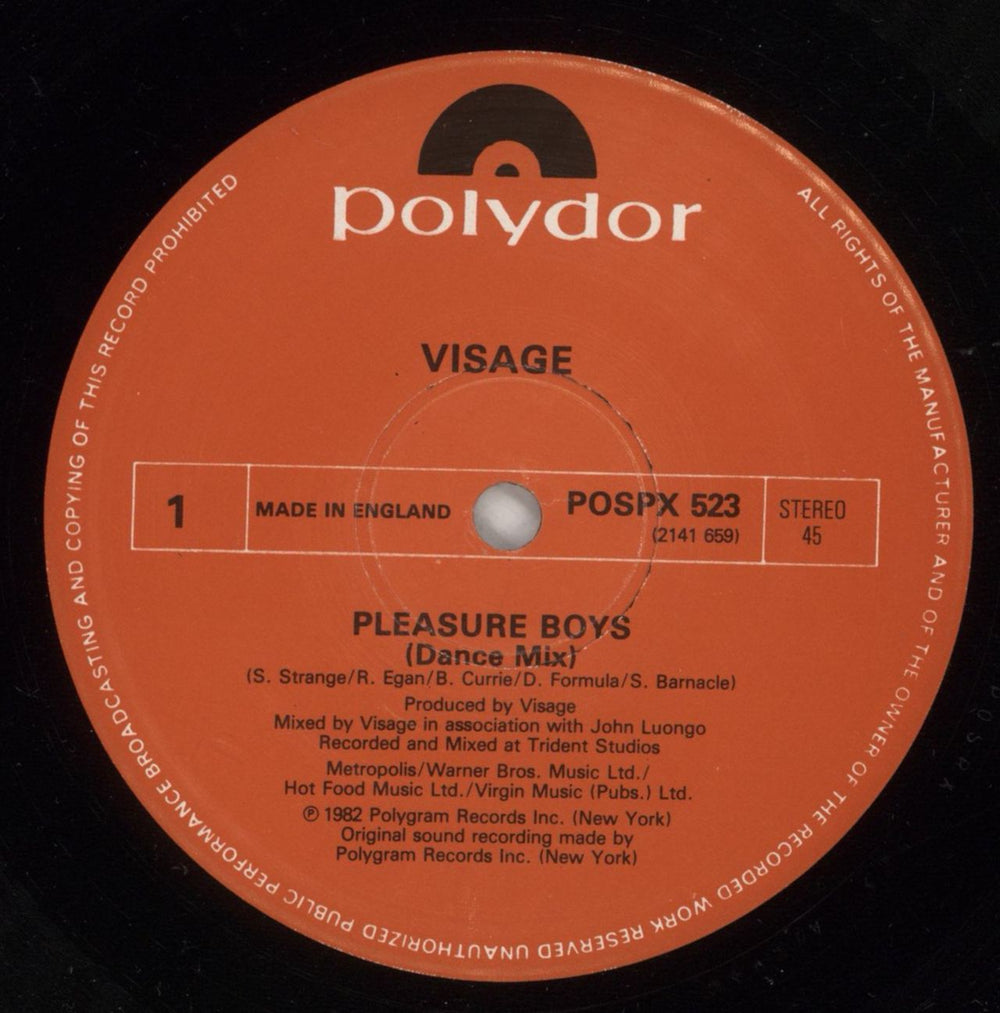 polydor
VISAGE
1
MADE IN ENGLAND
POSPX 523
(2141 659)
STEREO
45
PLEASURE BOYS
(Dance Mix)
(S. Strange/R. Egan/B. Currie/D. Formula/S. Barnacle)
Produced by Visage
Mixed by Visage in association with John Luongo
Recorded and Mixed at Trident Studios
Metropolis/Warner Bros. Music Ltd./
Hot Food Music Ltd./Virgin Music (Pubs.) Ltd.
℗ 1982 Polygram Records Inc. (New York)
Original sound recording made by
Polygram Records Inc. (New York)
ALL RIGHTS OF THE MANUFACTURER AND OF THE OWNER OF THE RECORDED WORK RESERVED UNAUTHORIZED PUBLIC PERFORMANCE BROADCASTING AND COPYING OF THIS RECORD PROHIBITED